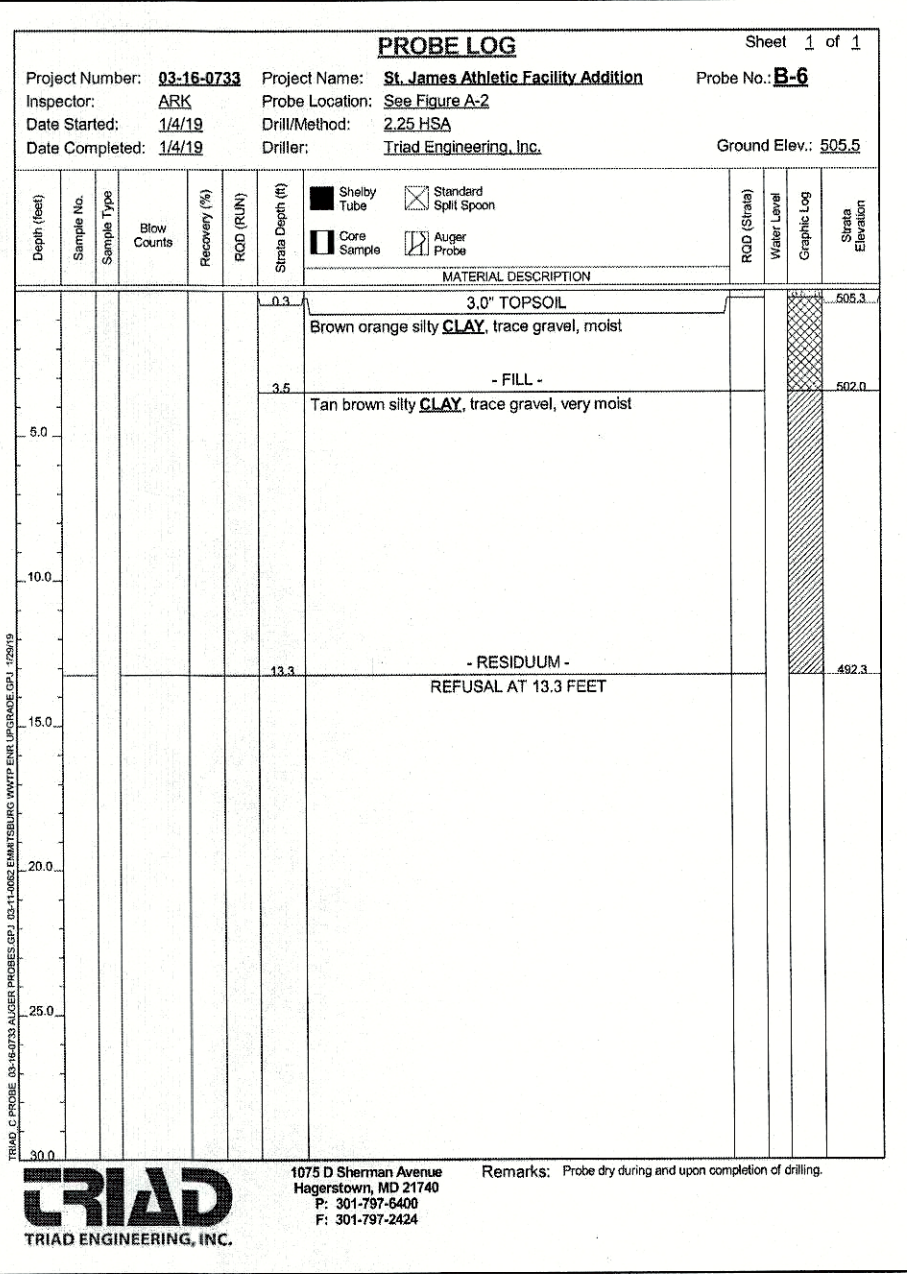 PROBE LOG
Sheet 1 of 1
Project Number: 03-16-0733 Project Name: St. James Athletic Facility Addition Probe No.: B-6
Inspector: ARK Probe Location: See Figure A-2
Date Started: 1/4/19 Drill/Method: 2.25 HSA
Date Completed: 1/4/19 Driller: Triad Engineering, Inc. Ground Elev.: 505.5
Depth (feet)
Sample No.
Sample Type
Blow
Counts
Recovery (%)
RQD (RUN)
Strata Depth (ft)
Shelby
Tube
Standard
Split Spoon
Core
Sample
Auger
Probe
MATERIAL DESCRIPTION
RQD (Strata)
Water Level
Graphic Log
Strata
Elevation
0.3 3.0" TOPSOIL 505.3
Brown orange silty CLAY, trace gravel, moist
- FILL -
3.5 502.0
Tan brown silty CLAY, trace gravel, very moist
5.0
10.0
- RESIDUUM -
13.3 492.3
REFUSAL AT 13.3 FEET
15.0
20.0
25.0
30.0
TRIAD_C PROBE 03-16-0733 AUGER PROBES.GPJ 03-11-0062 EMMITSBURG WWTP ENR UPGRADE.GPJ 1/29/19
TRIAD
TRIAD ENGINEERING, INC.
1075 D Sherman Avenue
Hagerstown, MD 21740
P: 301-797-6400
F: 301-797-2424
Remarks: Probe dry during and upon completion of drilling.